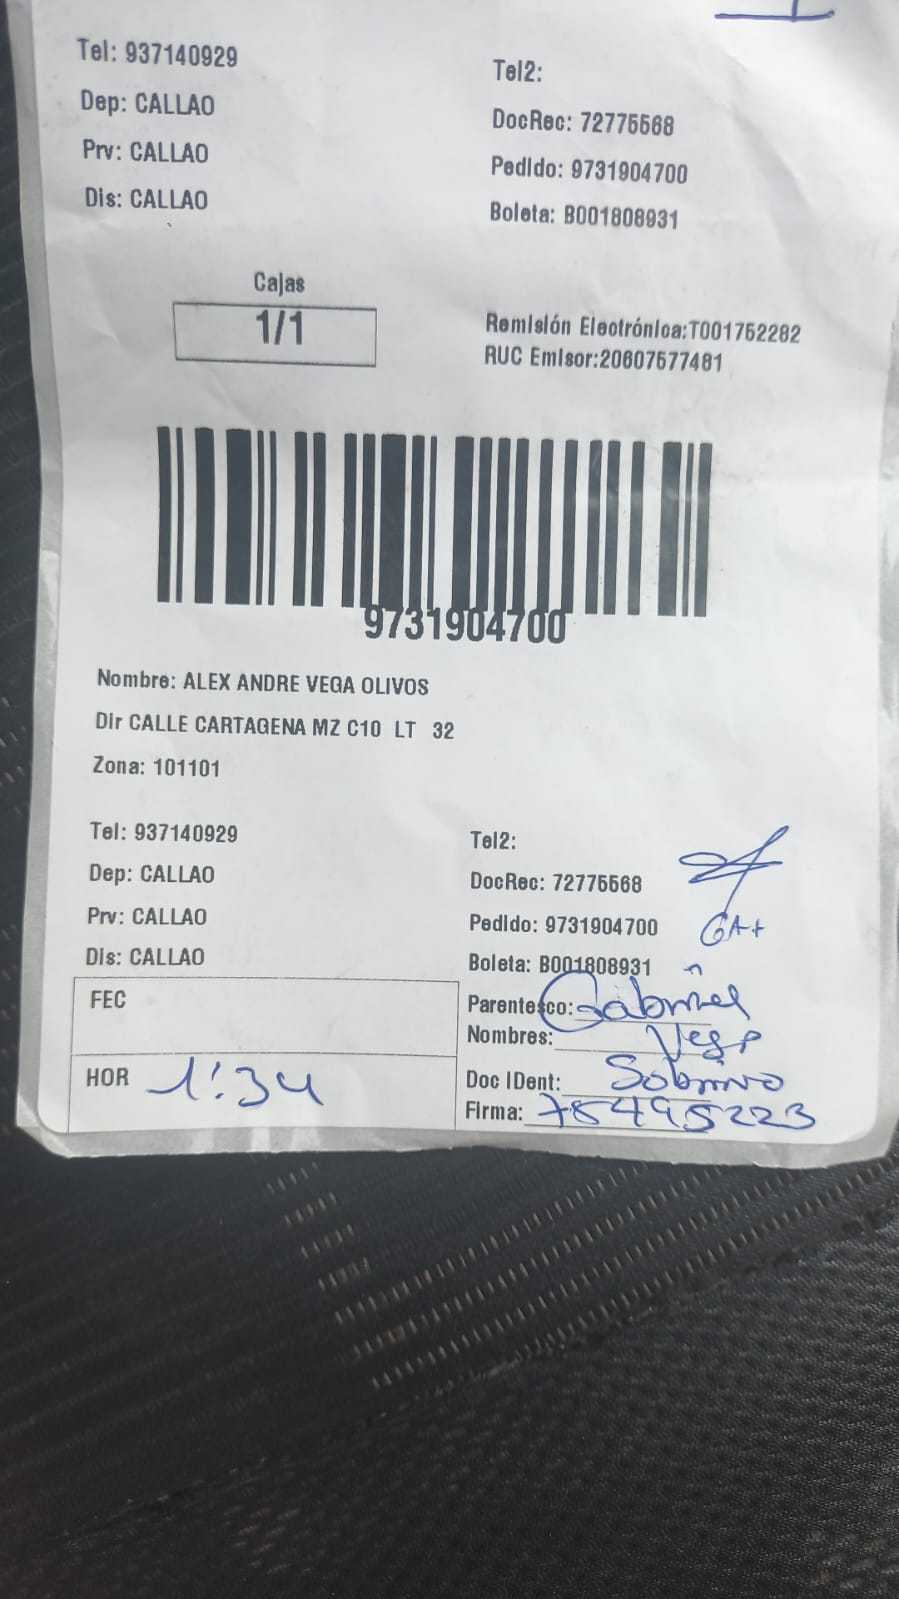 Tel: 937140929
Tel2:
Dep: CALLAO
DocRec: 72775568
Prv: CALLAO
Pedido: 9731904700
Dis: CALLAO
Boleta: B001808931
Cajas
1/1
Remisión Electrónica:T001752282
RUC Emisor:20607577481
9731904700
Nombre: ALEX ANDRE VEGA OLIVOS
Dir CALLE CARTAGENA MZ C10 LT 32
Zona: 101101
Tel: 937140929
Tel2:
Dep: CALLAO
DocRec: 72775568
Prv: CALLAO
Pedido: 9731904700
Dis: CALLAO
Boleta: B001808931
FEC
Parentesco: Gabriel
Nombres: Vega
HOR 1:34
Doc IDent: Sobrino
Firma: 75495223